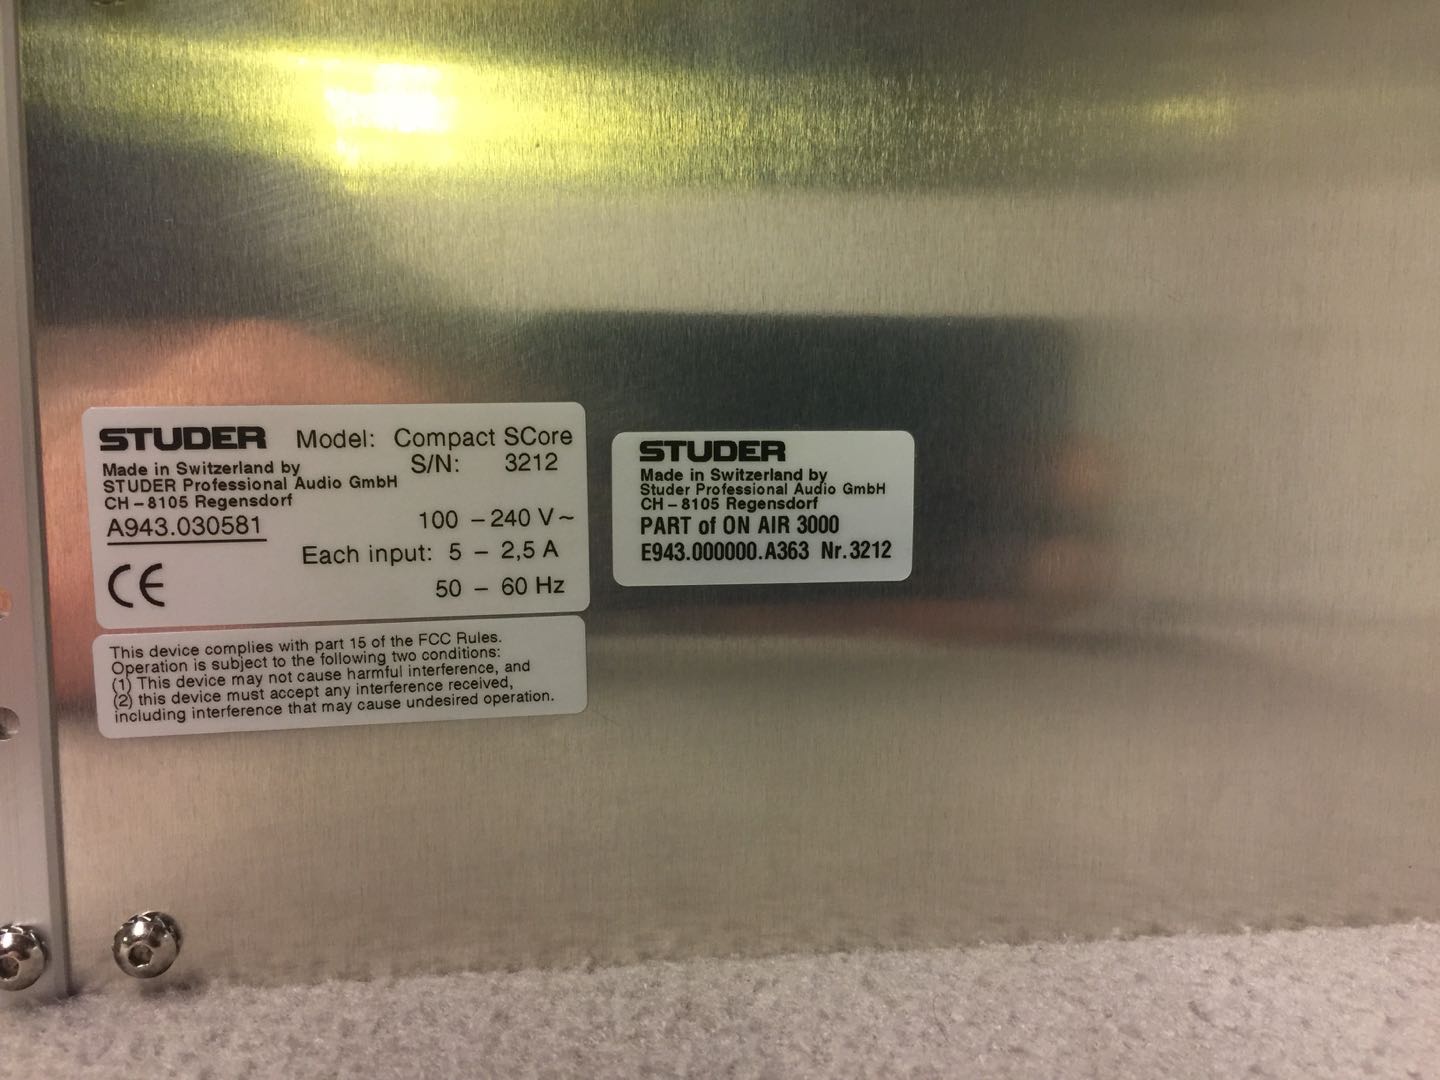 STUDER Model: Compact SCore
S/N: 3212
Made in Switzerland by
STUDER Professional Audio GmbH
CH – 8105 Regensdorf
A943.030581
100 – 240 V ~
Each input: 5 – 2,5 A
50 – 60 Hz
CE
This device complies with part 15 of the FCC Rules.
Operation is subject to the following two conditions:
(1) This device may not cause harmful interference, and
(2) this device must accept any interference received,
including interference that may cause undesired operation.
STUDER
Made in Switzerland by
Studer Professional Audio GmbH
CH – 8105 Regensdorf
PART of ON AIR 3000
E943.000000.A363 Nr.3212